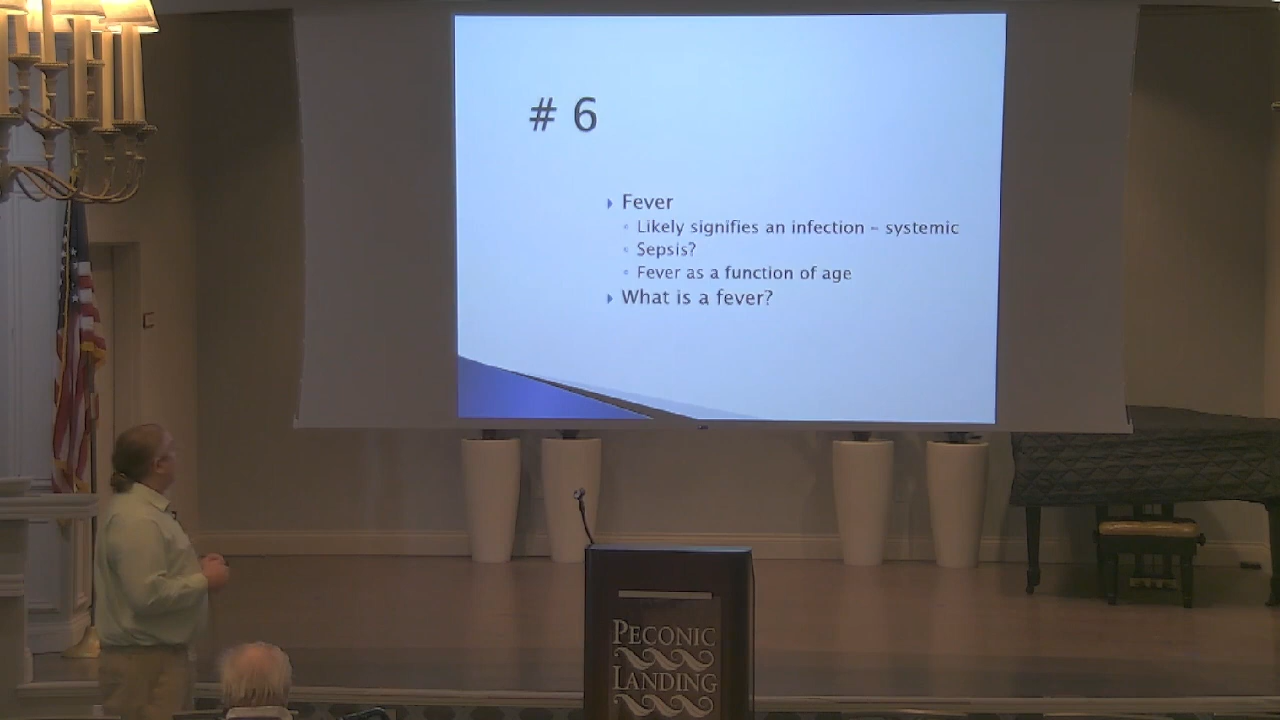 # 6
Fever
Likely signifies an infection – systemic
Sepsis?
Fever as a function of age
What is a fever?
PECONIC
LANDING